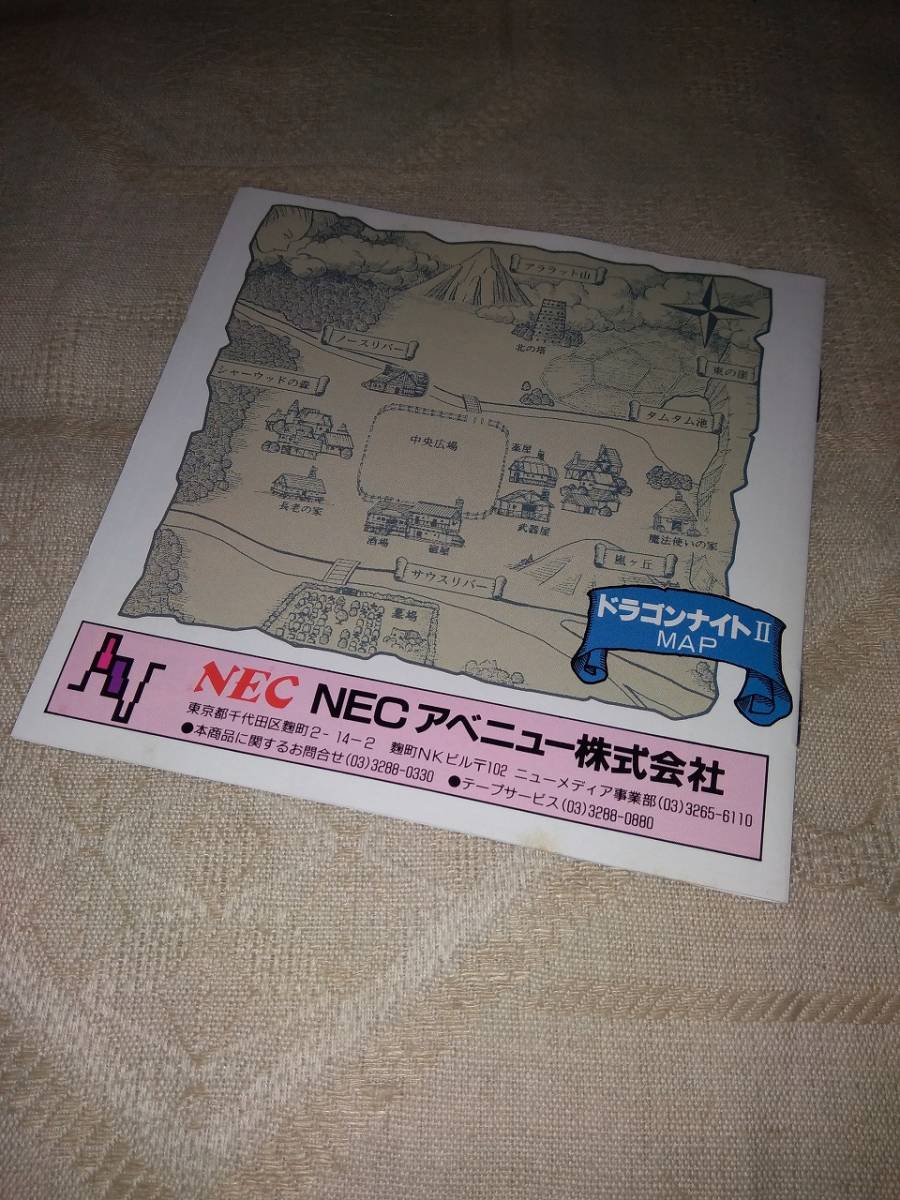 アララット山
北の塔
ノースリバー
東の崖
シャーウッドの森
タムタム池
中央広場
薬屋
長老の家
武器屋
魔法使いの家
酒場
サウスリバー
嵐ヶ丘
墓場
ドラゴンナイトⅡ
MAP
NEC NECアベニュー株式会社
東京都千代田区麹町2-14-2 麹町NKビル〒102 ニューメディア事業部(03)3265-6110
●本商品に関するお問合せ(03)3288-0330 ●テープサービス(03)3288-0880